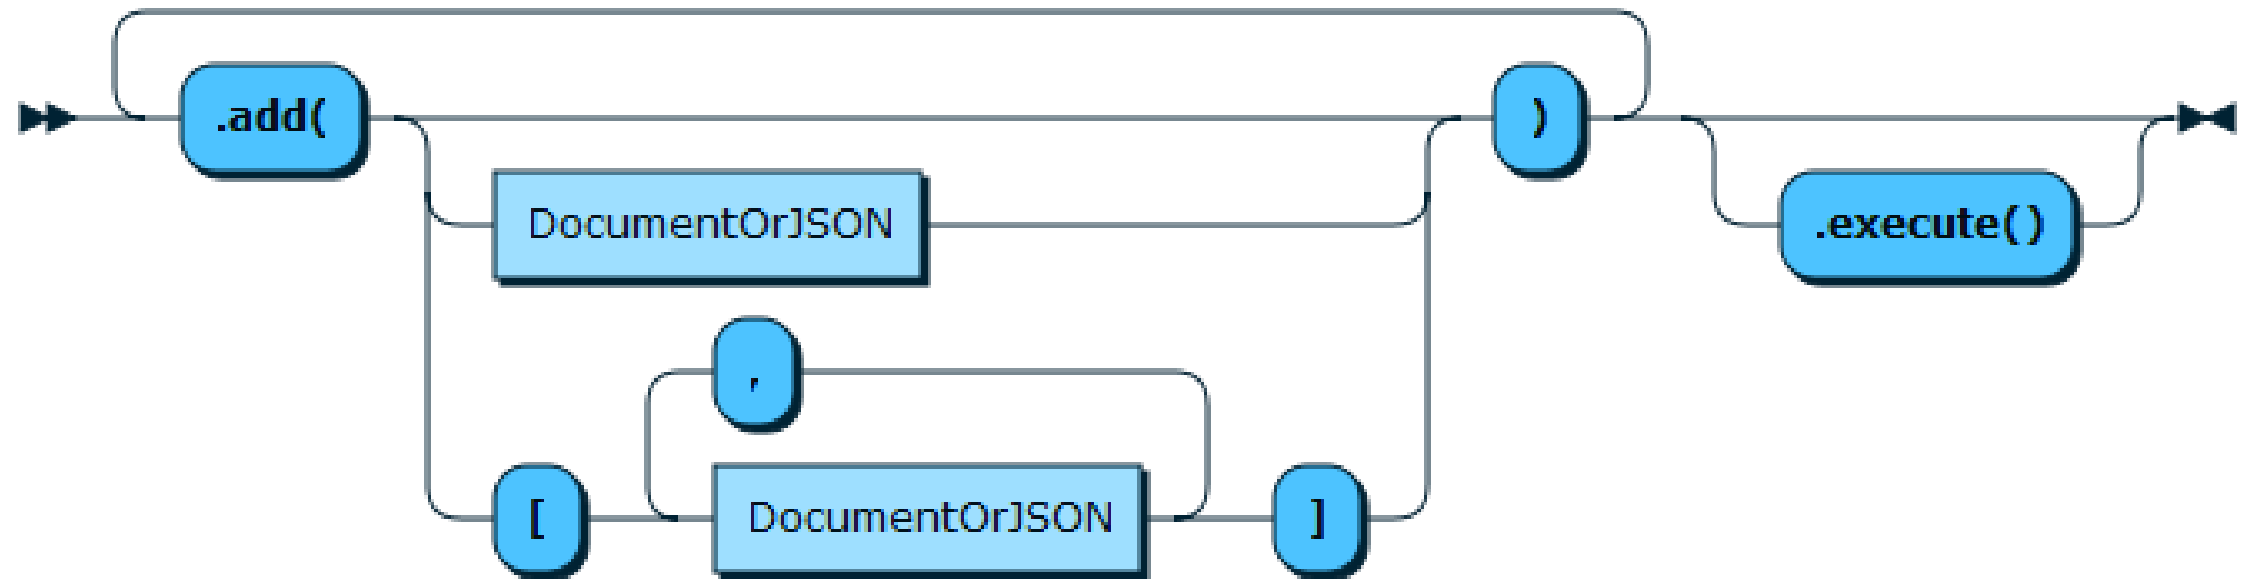 .add( )
DocumentOrJSON .execute()
,
[ DocumentOrJSON ]